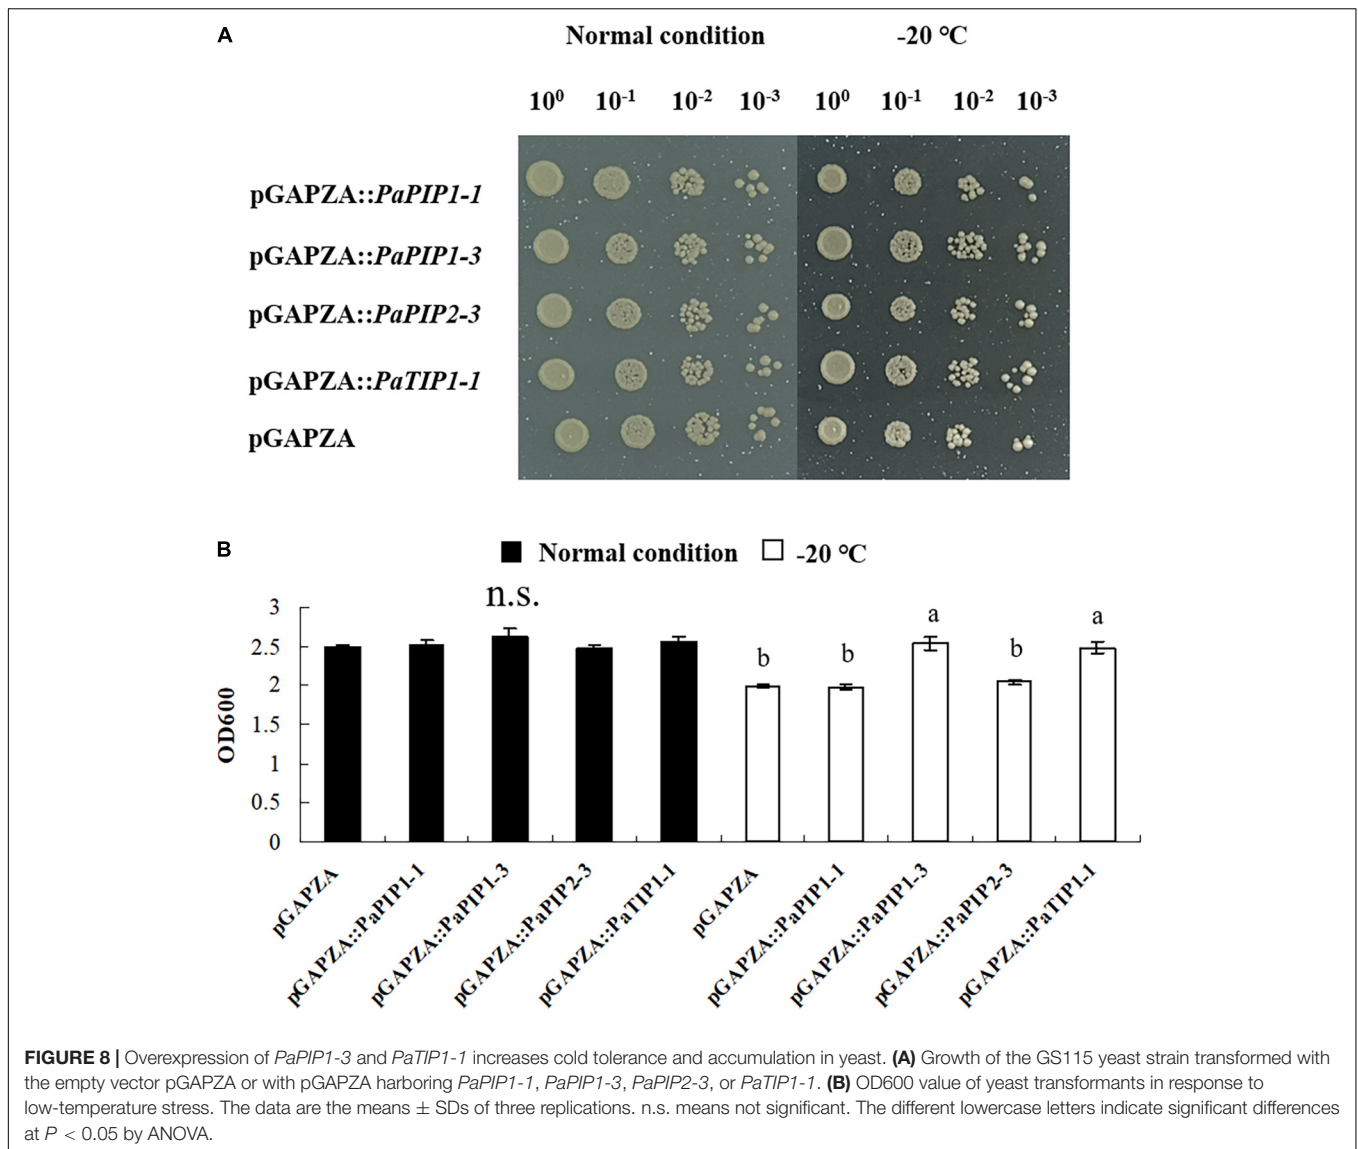 A
Normal condition -20 °C
10⁰ 10⁻¹ 10⁻² 10⁻³ 10⁰ 10⁻¹ 10⁻² 10⁻³
pGAPZA::PaPIP1-1
pGAPZA::PaPIP1-3
pGAPZA::PaPIP2-3
pGAPZA::PaTIP1-1
pGAPZA
B
Normal condition -20 °C
n.s.
3
2.5
2
1.5
1
0.5
0
OD600
b b a b a
pGAPZA
pGAPZA::PaPIP1-1
pGAPZA::PaPIP1-3
pGAPZA::PaPIP2-3
pGAPZA::PaTIP1-1
pGAPZA
pGAPZA::PaPIP1-1
pGAPZA::PaPIP1-3
pGAPZA::PaPIP2-3
pGAPZA::PaTIP1-1
FIGURE 8 | Overexpression of PaPIP1-3 and PaTIP1-1 increases cold tolerance and accumulation in yeast. (A) Growth of the GS115 yeast strain transformed with
the empty vector pGAPZA or with pGAPZA harboring PaPIP1-1, PaPIP1-3, PaPIP2-3, or PaTIP1-1. (B) OD600 value of yeast transformants in response to
low-temperature stress. The data are the means ± SDs of three replications. n.s. means not significant. The different lowercase letters indicate significant differences
at P < 0.05 by ANOVA.